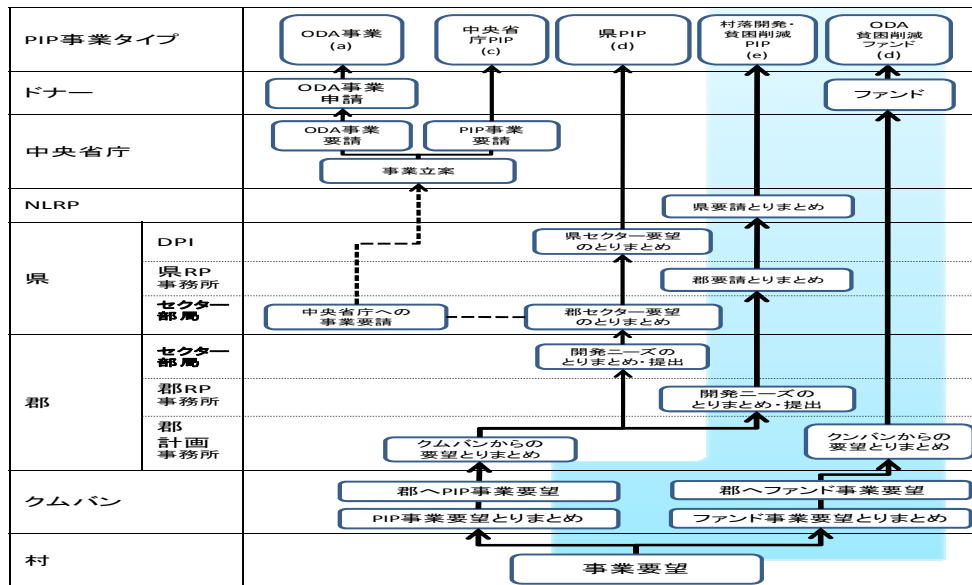 PIP事業タイプ
ODA事業
(a)
中央省
庁PIP
(c)
県PIP
(d)
村落開発・
貧困削減
PIP
(e)
ODA
貧困削減
ファンド
(d)
ドナー
ODA事業
申請
ファンド
中央省庁
ODA事業
要請
PIP事業
要請
事業立案
NLRP
県要請とりまとめ
県
DPI
県セクター要望
のとりまとめ
県RP
事務所
郡要請とりまとめ
セクター
部局
中央省庁への
事業要請
郡セクター要望
のとりまとめ
郡
セクター
部局
開発ニーズの
とりまとめ・提出
郡RP
事務所
開発ニーズの
とりまとめ・提出
郡
計画
事務所
クムバンからの
要望とりまとめ
クンバンからの
要望とりまとめ
クムバン
郡へPIP事業要望
郡へファンド事業要望
PIP事業要望とりまとめ
ファンド事業要望とりまとめ
村
事業要望